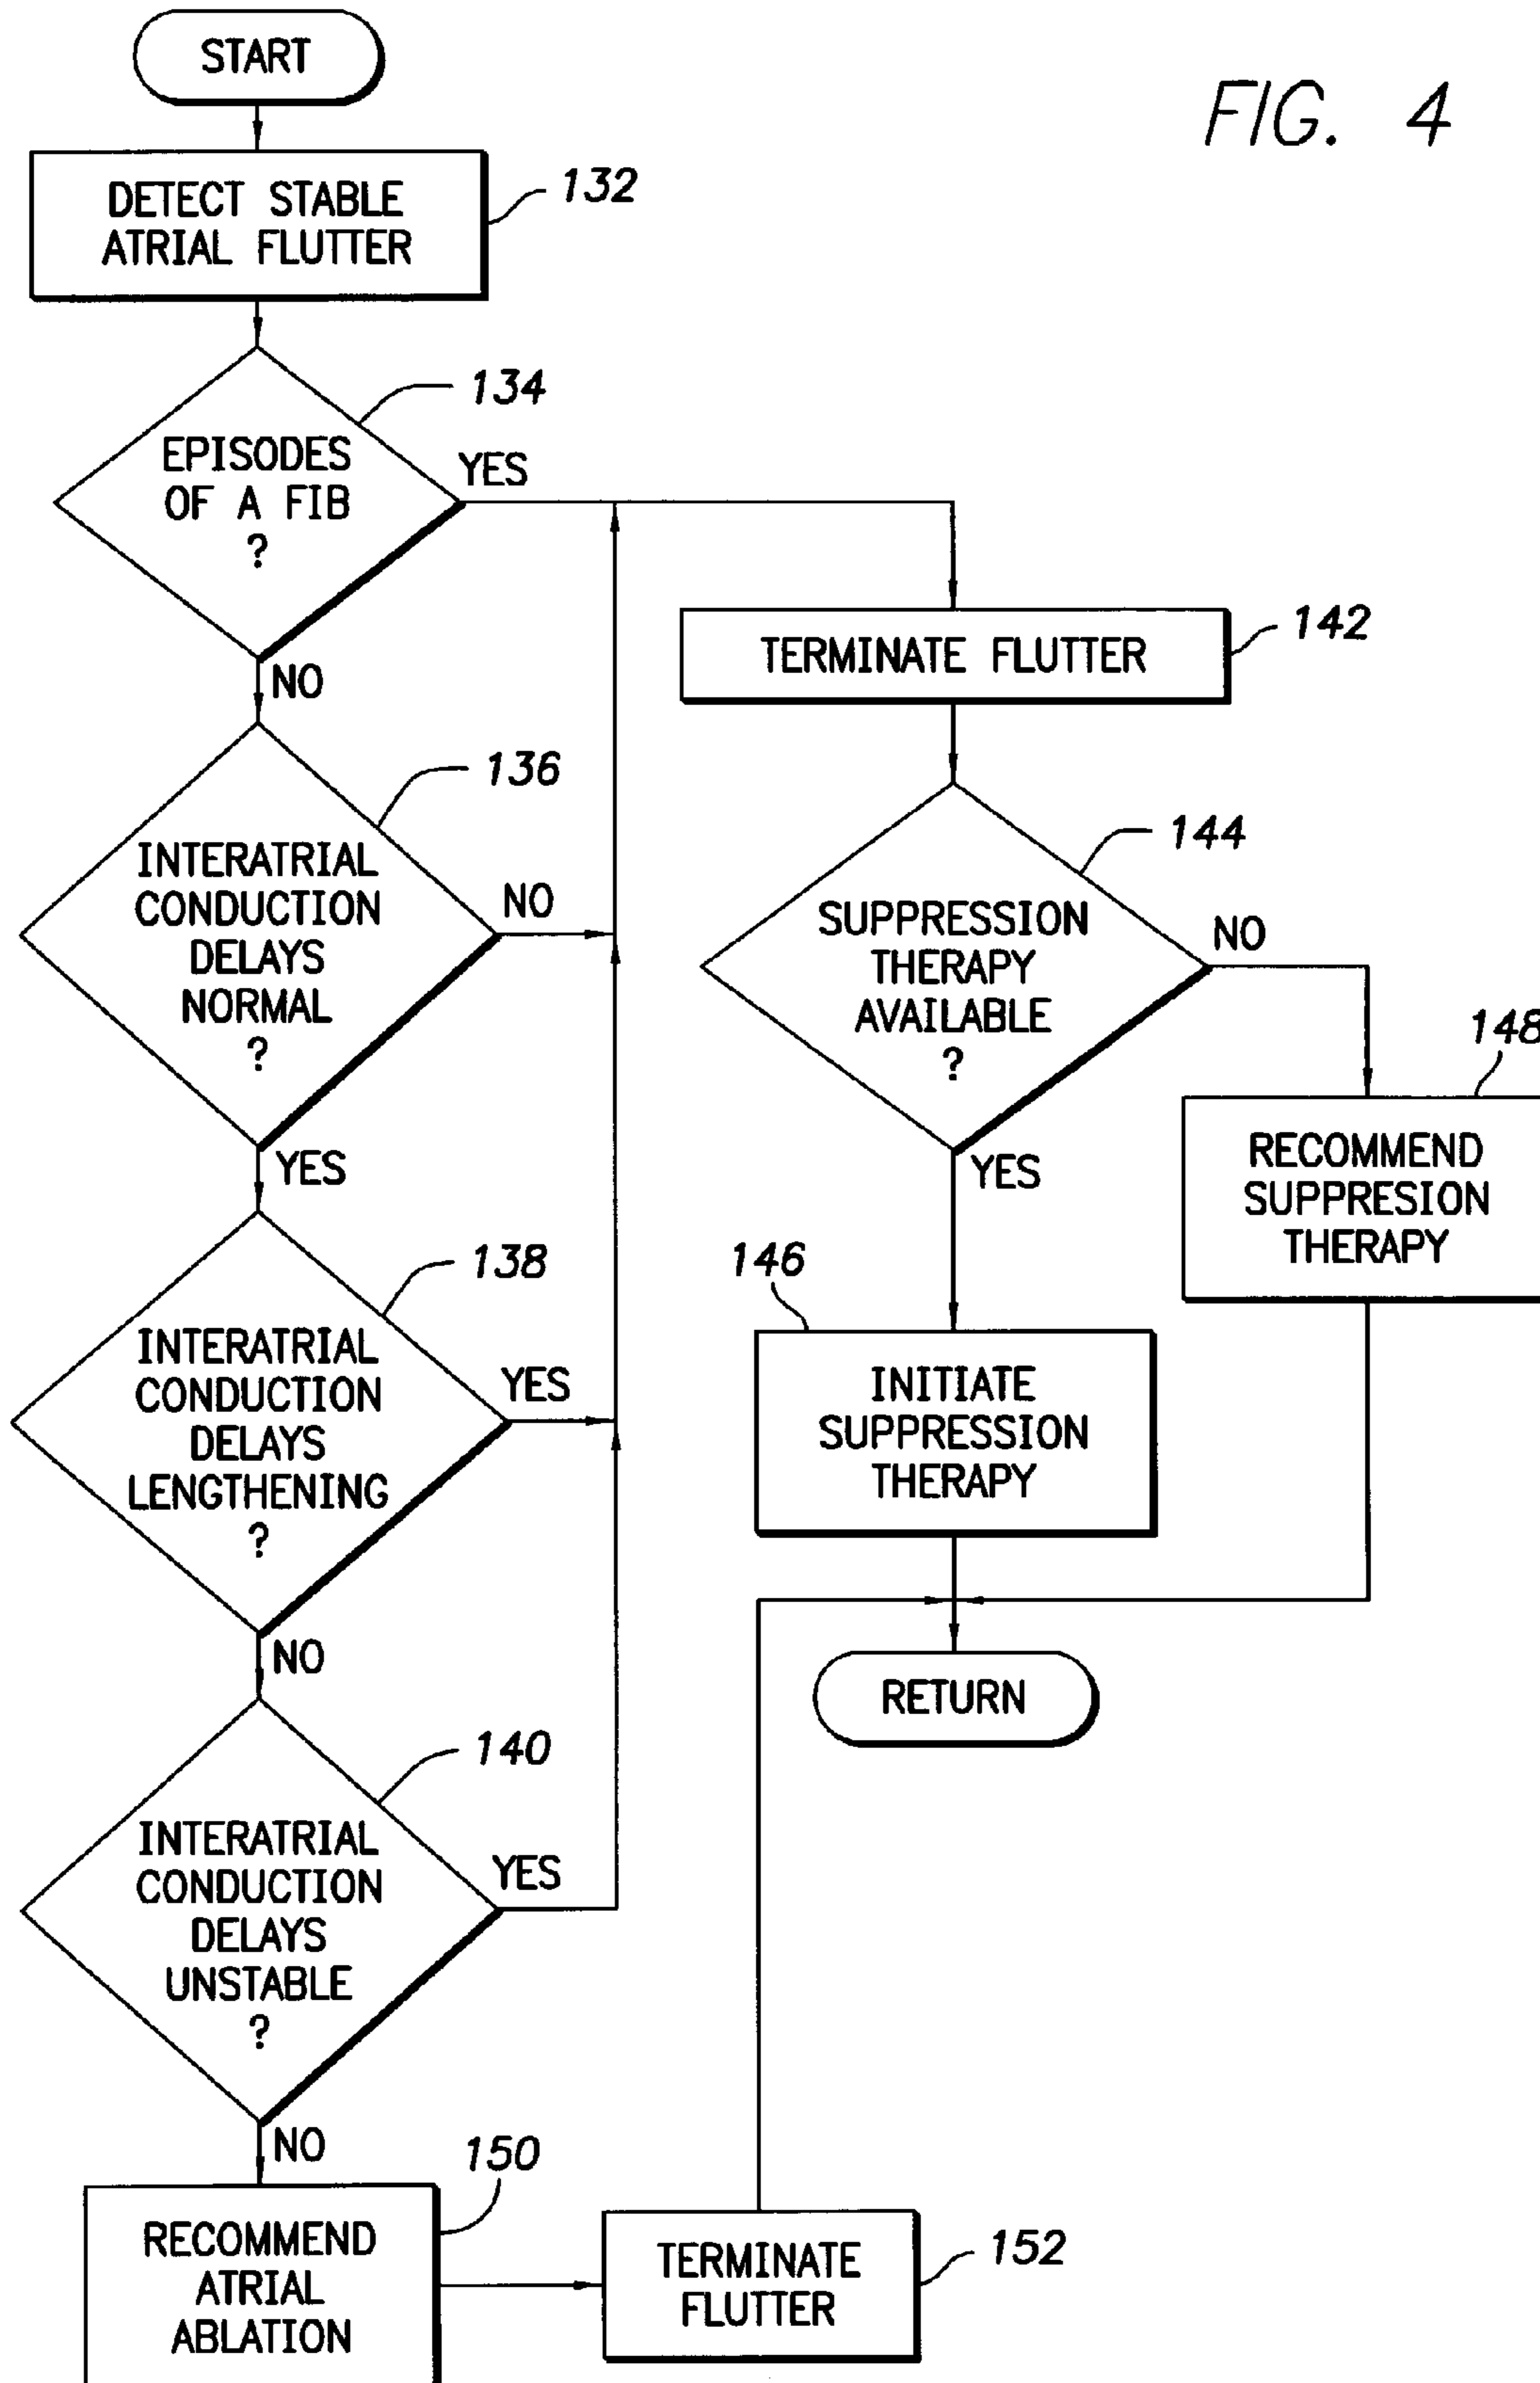 START
FIG. 4
DETECT STABLE
ATRIAL FLUTTER
132
134
EPISODES
OF A FIB
?
YES
NO
142
TERMINATE FLUTTER
136
INTERATRIAL
CONDUCTION
DELAYS
NORMAL
?
NO
YES
144
SUPPRESSION
THERAPY
AVAILABLE
?
NO
YES
148
RECOMMEND
SUPPRESION
THERAPY
138
INTERATRIAL
CONDUCTION
DELAYS
LENGTHENING
?
YES
NO
146
INITIATE
SUPPRESSION
THERAPY
RETURN
140
INTERATRIAL
CONDUCTION
DELAYS
UNSTABLE
?
YES
NO
150
RECOMMEND
ATRIAL
ABLATION
TERMINATE
FLUTTER
152